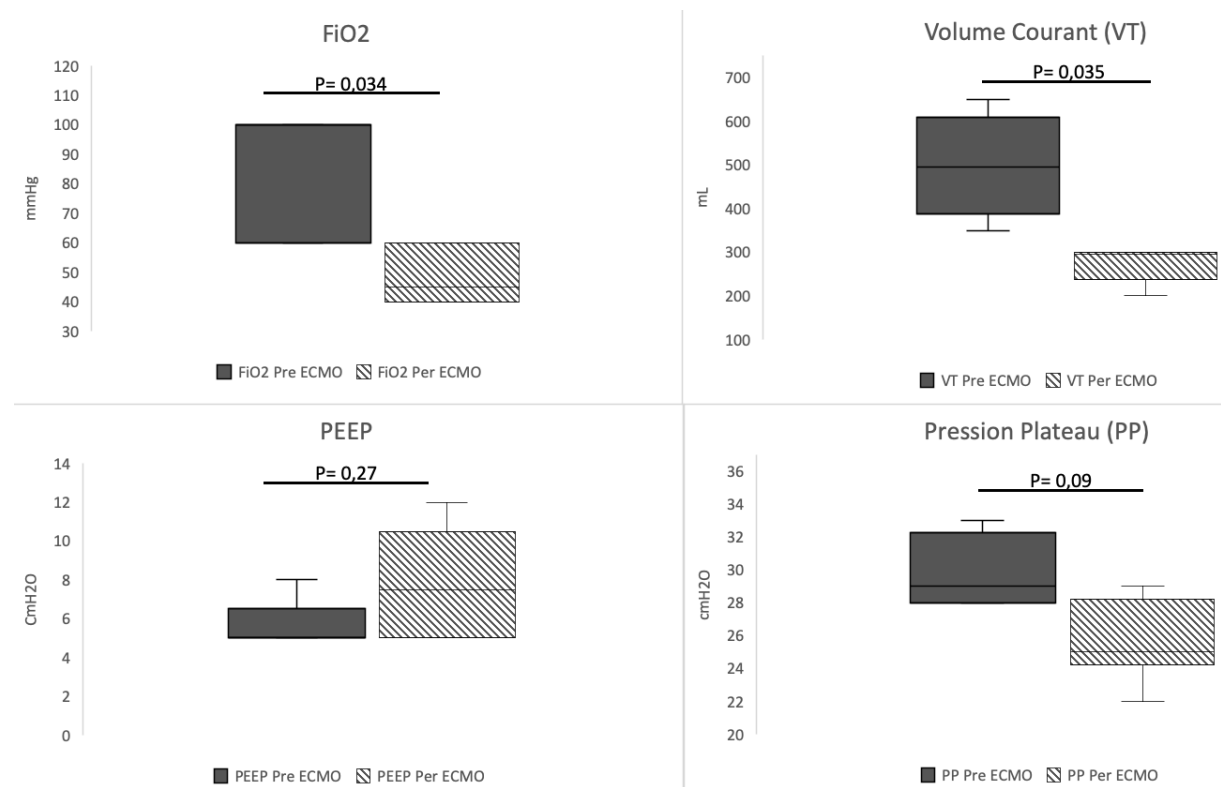 FiO2
120
P= 0,034
110
100
90
80
mmHg
70
60
50
40
30
FiO2 Pre ECMO FiO2 Per ECMO
Volume Courant (VT)
700
P= 0,035
600
500
mL
400
300
200
100
VT Pre ECMO VT Per ECMO
PEEP
14
P= 0,27
12
10
8
CmH2O
6
4
2
0
PEEP Pre ECMO PEEP Per ECMO
Pression Plateau (PP)
36
P= 0,09
34
32
30
cmH2O
28
26
24
22
20
PP Pre ECMO PP Per ECMO